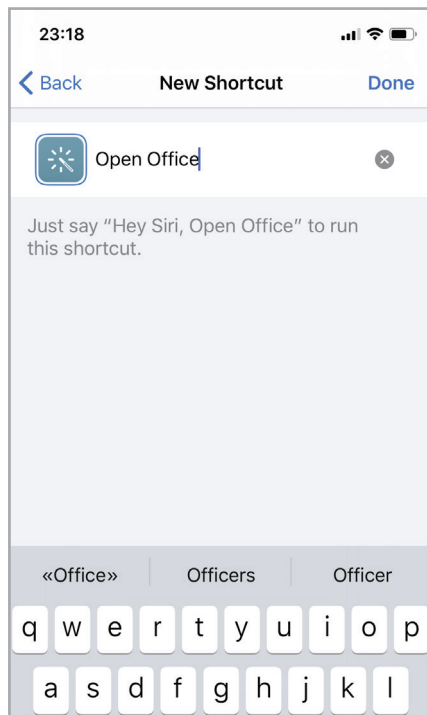 23:18
Back New Shortcut Done
Open Office
Just say “Hey Siri, Open Office” to run
this shortcut.
«Office» Officers Officer
q w e r t y u i o p
a s d f g h j k l